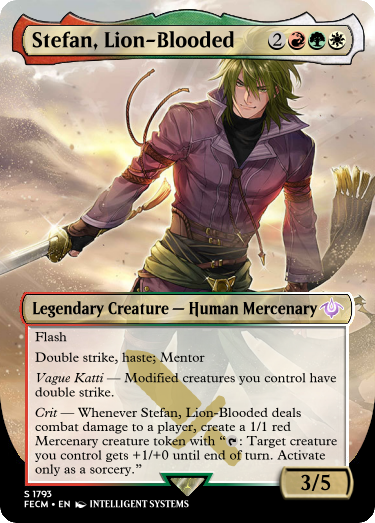 Stefan, Lion-Blooded 2
Legendary Creature — Human Mercenary
Flash
Double strike, haste; Mentor
Vague Katti — Modified creatures you control have
double strike.
Crit — Whenever Stefan, Lion-Blooded deals
combat damage to a player, create a 1/1 red
Mercenary creature token with “: Target creature
you control gets +1/+0 until end of turn. Activate
only as a sorcery.”
3/5
S 1793
FECM • EN INTELLIGENT SYSTEMS